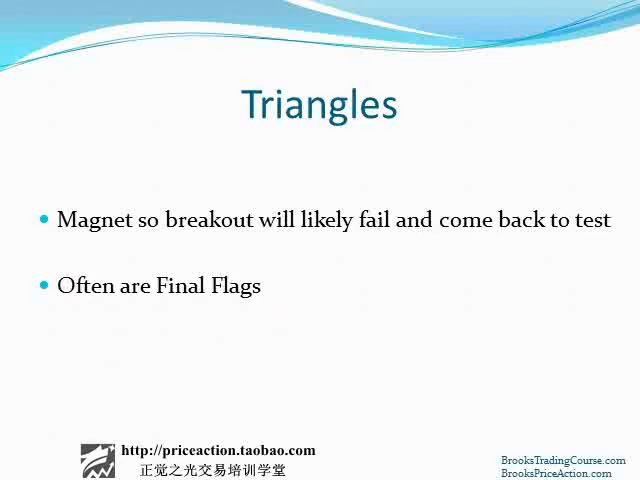 Triangles
• Magnet so breakout will likely fail and come back to test
• Often are Final Flags
http://priceaction.taobao.com
正觉之光交易培训学堂
BrooksTradingCourse.com
BrooksPriceAction.com